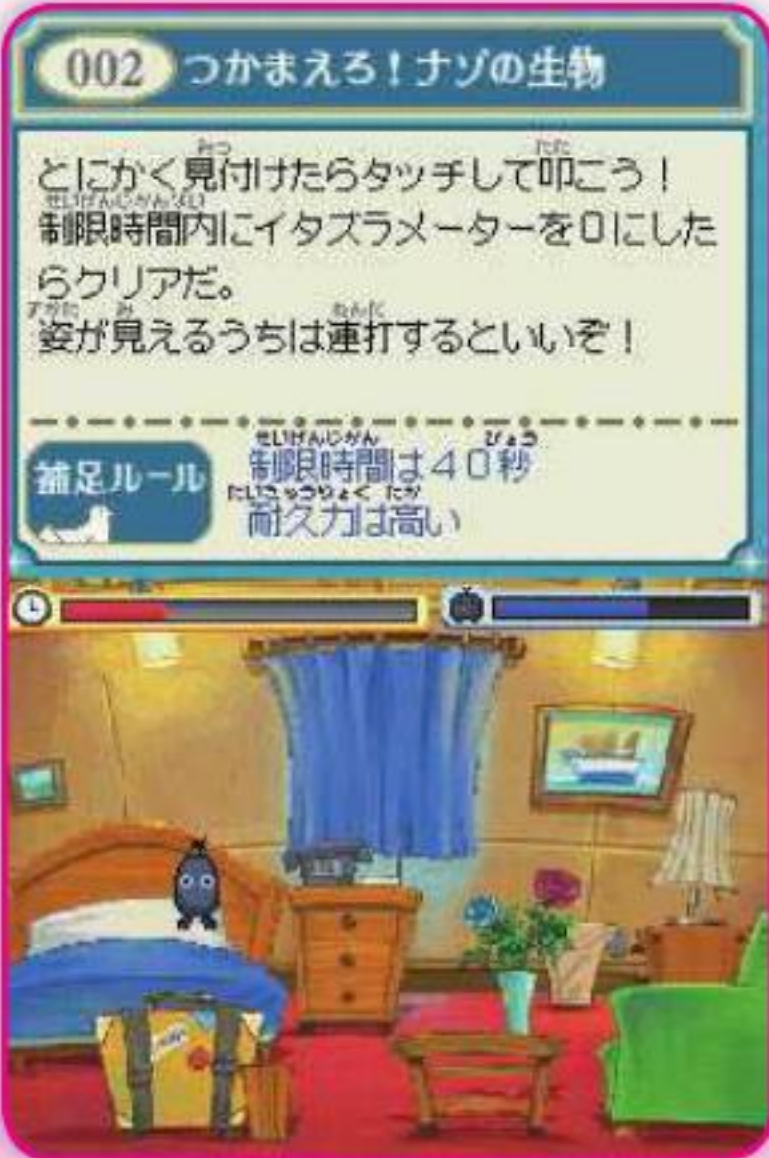 002 つかまえろ！ナゾの生物
とにかく見付けたらタッチして叩こう！
制限時間内にイタズラメーターを0にした
らクリアだ。
姿が見えるうちは連打するといいぞ！
補足ルール
制限時間は40秒
耐久力は高い